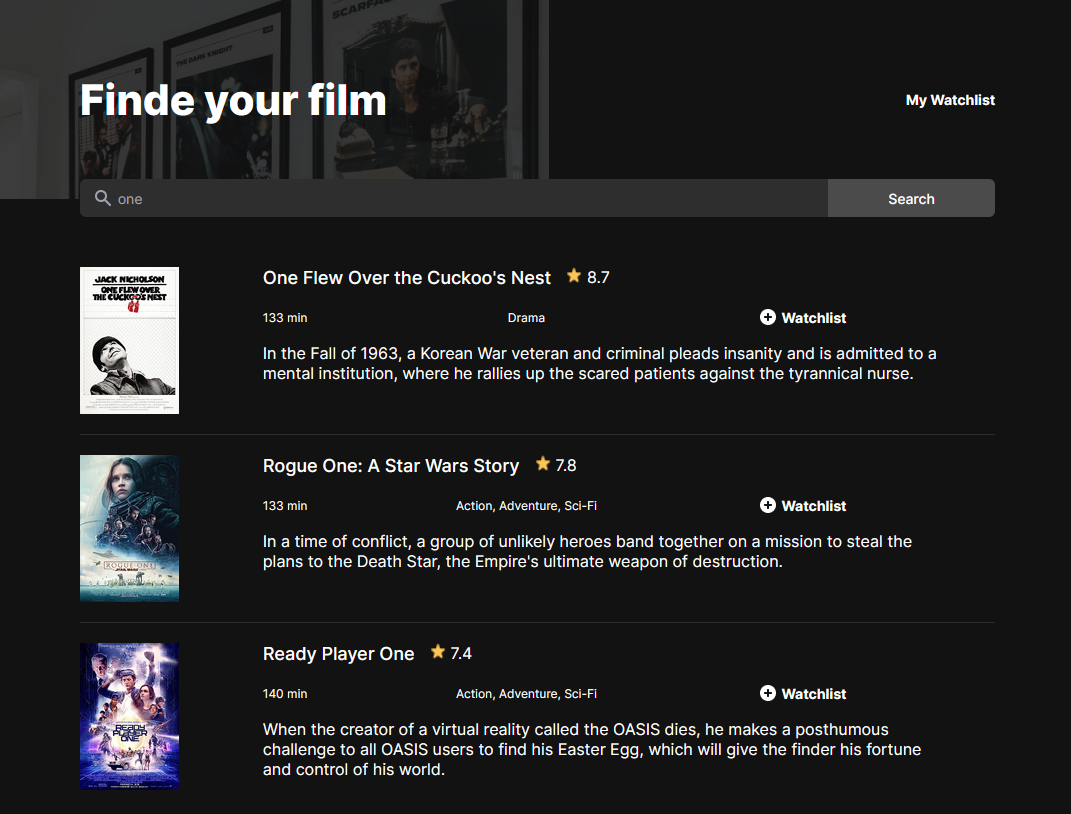 SCARFACE
THE DARK KNIGHT
Finde your film
My Watchlist
one
Search
JACK NICHOLSON
ONE FLEW OVER
THE CUCKOO'S NEST
One Flew Over the Cuckoo's Nest 8.7
133 min Drama Watchlist
In the Fall of 1963, a Korean War veteran and criminal pleads insanity and is admitted to a
mental institution, where he rallies up the scared patients against the tyrannical nurse.
ROGUE ONE
Rogue One: A Star Wars Story 7.8
133 min Action, Adventure, Sci-Fi Watchlist
In a time of conflict, a group of unlikely heroes band together on a mission to steal the
plans to the Death Star, the Empire's ultimate weapon of destruction.
READY
PLAYER
ONE
Ready Player One 7.4
140 min Action, Adventure, Sci-Fi Watchlist
When the creator of a virtual reality called the OASIS dies, he makes a posthumous
challenge to all OASIS users to find his Easter Egg, which will give the finder his fortune
and control of his world.